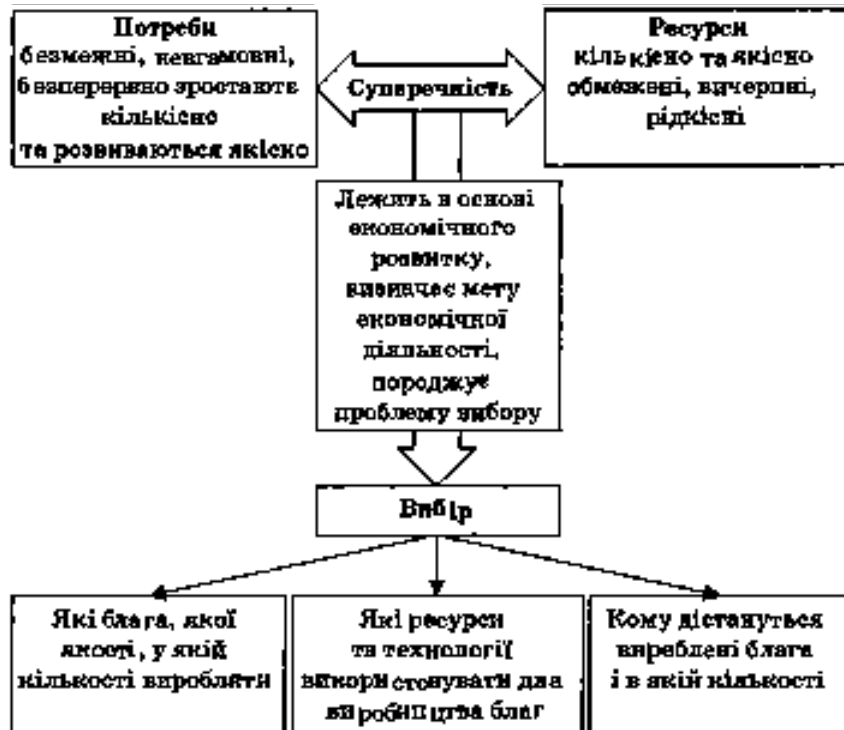 Потреби
безмежні, невгамовні,
безперервно зростають
кількісно
та розвиваються якісно
Суперечність
Ресурси
кількісно та якісно
обмежені, вичерпні,
рідкісні
Лежить в основі
економічного
розвитку,
визначає мету
економічної
діяльності,
породжує
проблему вибору
Вибір
Які блага, якої
якості, у якій
кількості виробляти
Які ресурси
та технології
використовувати для
виробництва благ
Кому дістануться
вироблені блага
і в якій кількості